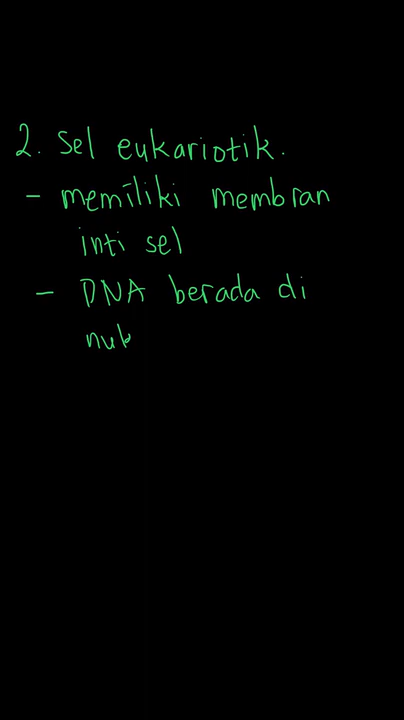 2. Sel eukariotik.
- memiliki membran
inti sel
- DNA berada di
nuk